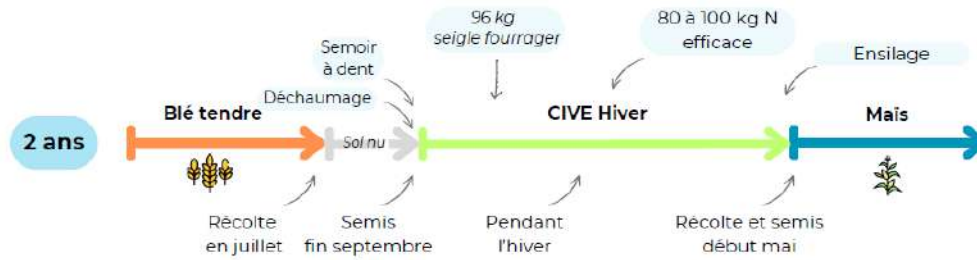 96 kg
seigle fourrager
80 à 100 kg N
efficace
Semoir
à dent
Ensilage
Déchaumage
Blé tendre
CIVE Hiver
Maïs
2 ans
Sol nu
Récolte
en juillet
Semis
fin septembre
Pendant
l'hiver
Récolte et semis
début mai